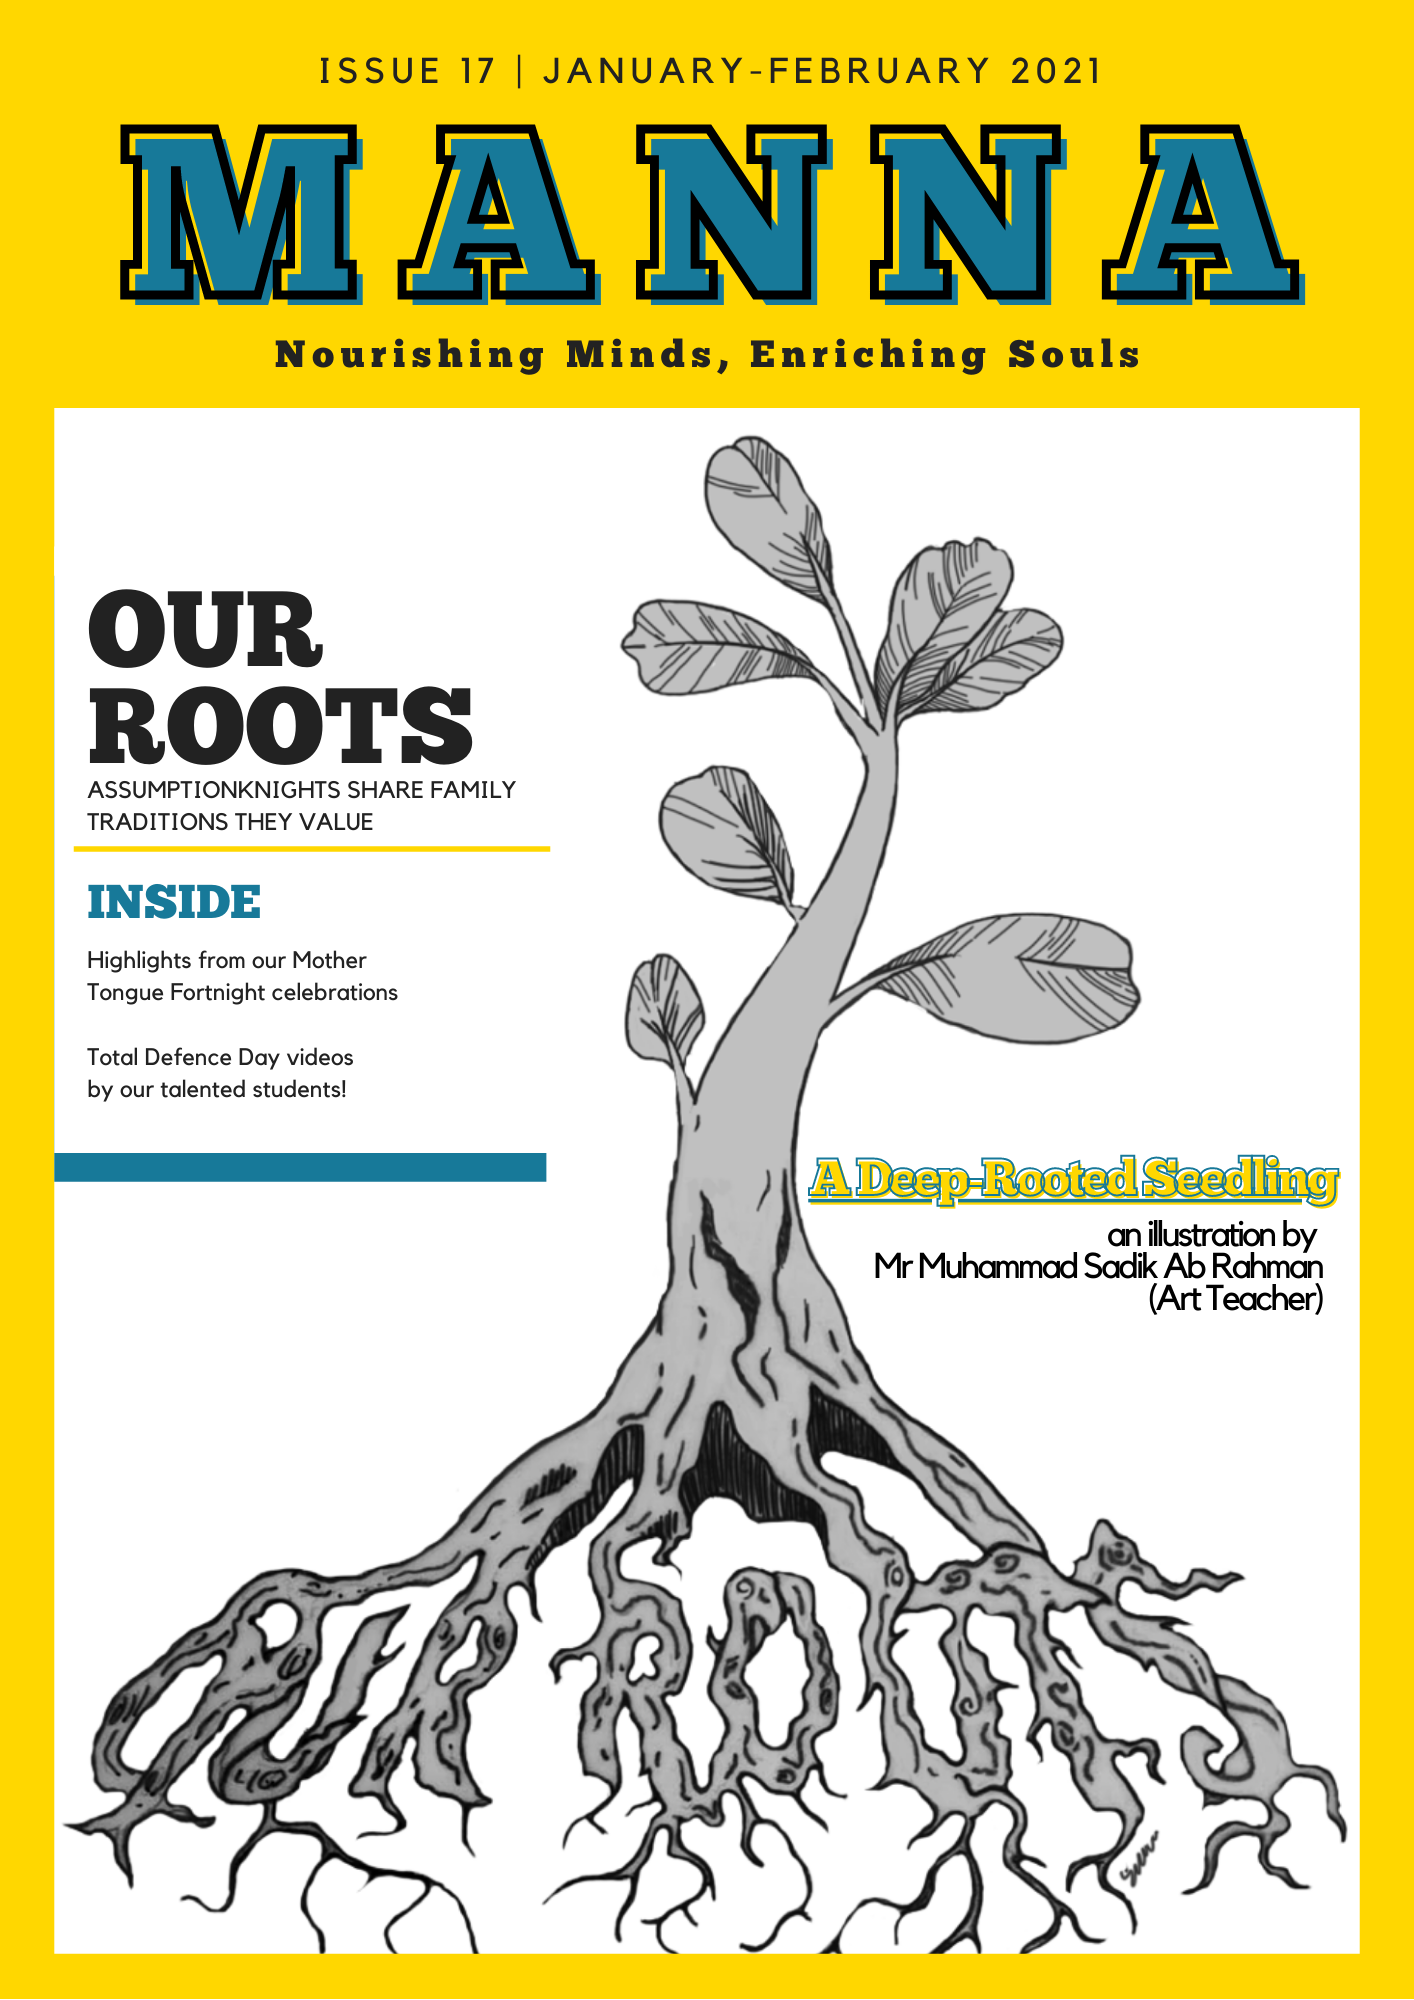 ISSUE 17 | JANUARY-FEBRUARY 2021
MANNA
Nourishing Minds, Enriching Souls
OUR
ROOTS
ASSUMPTIONKNIGHTS SHARE FAMILY
TRADITIONS THEY VALUE
INSIDE
Highlights from our Mother
Tongue Fortnight celebrations
Total Defence Day videos
by our talented students!
A Deep-Rooted Seedling
an illustration by
Mr Muhammad Sadik Ab Rahman
(Art Teacher)
OUR ROOTS